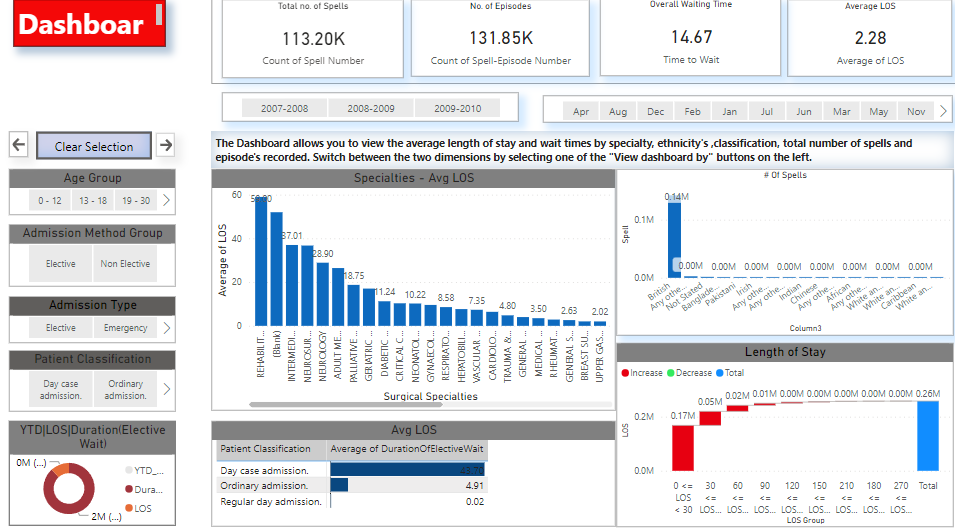 Dashboar
Total no. of Spells
113.20K
Count of Spell Number
No. of Episodes
131.85K
Count of Spell-Episode Number
Overall Waiting Time
14.67
Time to Wait
Average LOS
2.28
Average of LOS
2007-2008 2008-2009 2009-2010
Apr Aug Dec Feb Jan Jul Jun Mar May Nov
Clear Selection
The Dashboard allows you to view the average length of stay and wait times by specialty, ethnicity's ,classification, total number of spells and
episode's recorded. Switch between the two dimensions by selecting one of the "View dashboard by" buttons on the left.
Age Group
0 - 12 13 - 18 19 - 30
Admission Method Group
Elective Non Elective
Admission Type
Elective Emergency
Patient Classification
Day case
admission.
Ordinary
admission.
YTD|LOS|Duration(Elective
Wait)
0M (...)
2M (...)
YTD_...
Dura...
LOS
Specialties - Avg LOS
Average of LOS
60
40
20
0
37.01
28.90
18.75
11.24
10.22
8.58
7.35
4.80
3.50
2.63
2.02
REHABILIT...
(Blank)
INTERMEDI...
NEUROSUR...
NEUROLOGY
ADULT ME...
PALLIATIVE ...
GERIATRIC ...
DIABETIC ...
CRITICAL C...
NEONATOL...
GYNAECOL...
RESPIRATO...
HEPATOBILI...
VASCULAR ...
CARDIOLO...
TRAUMA &...
GENERAL ...
MEDICAL ...
RHEUMAT...
GENERAL S...
BREAST SU...
UPPER GAS...
Surgical Specialties
Avg LOS
Patient Classification Average of DurationOfElectiveWait
Day case admission. 43.70
Ordinary admission. 4.91
Regular day admission. 0.02
# Of Spells
Spell
0.1M
0.0M
0.14M
0.00M 0.00M 0.00M 0.00M 0.00M 0.00M 0.00M
British
Any othe...
Not Stated
Banglade...
Pakistani
Irish
Any othe...
Any othe...
Indian
Chinese
Any othe...
African
Any othe...
White an...
White an...
Caribbean
White an...
Column3
Length of Stay
Increase Decrease Total
LOS
0.2M
0.0M
0.17M 0.05M 0.02M 0.01M 0.00M 0.00M 0.00M 0.00M 0.26M
0 <=
LOS
< 30
30
<=
LOS...
60
<=
LOS...
90
<=
LOS...
120
<=
LOS...
150
<=
LOS...
210
<=
LOS...
180
<=
LOS...
270
<=
LOS...
Total
LOS Group